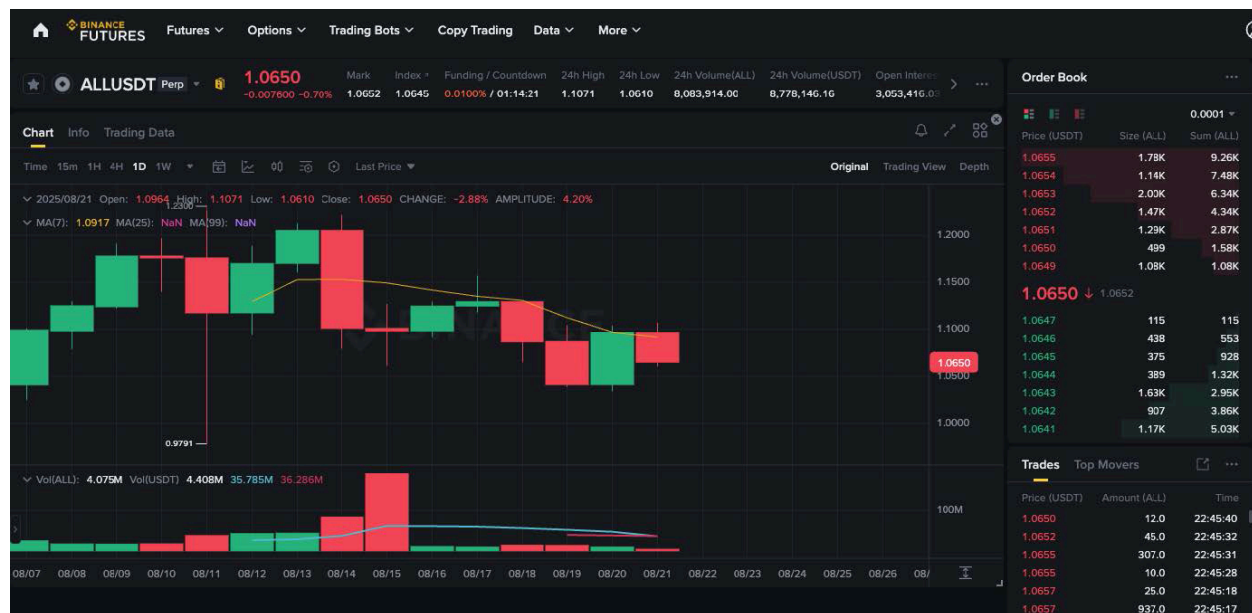 BINANCE FUTURES Futures Options Trading Bots Copy Trading Data More
ALLUSDT Perp 1.0650 -0.007600 -0.70%
Mark Index Funding / Countdown 24h High 24h Low 24h Volume(ALL) 24h Volume(USDT) Open Interes
1.0652 1.0645 0.0100% / 01:14:21 1.1071 1.0610 8,083,914.00 8,778,146.16 3,053,416.03
Chart Info Trading Data
Time 15m 1H 4H 1D 1W Last Price Original Trading View Depth
2025/08/21 Open: 1.0964 High: 1.1071 Low: 1.0610 Close: 1.0650 CHANGE: -2.88% AMPLITUDE: 4.20%
1.2300
MA(7): 1.0917 MA(25): NaN MA(99): NaN
1.2000
1.1500
1.1000
BINANCE
1.0650
1.0500
1.0000
0.9791
Vol(ALL): 4.075M Vol(USDT) 4.408M 35.785M 36.286M
100M
08/07 08/08 08/09 08/10 08/11 08/12 08/13 08/14 08/15 08/16 08/17 08/18 08/19 08/20 08/21 08/22 08/23 08/24 08/25 08/26 08/
Order Book
0.0001
Price (USDT) Size (ALL) Sum (ALL)
1.0655 1.78K 9.26K
1.0654 1.14K 7.48K
1.0653 2.00K 6.34K
1.0652 1.47K 4.34K
1.0651 1.29K 2.87K
1.0650 499 1.58K
1.0649 1.08K 1.08K
1.0650 ↓ 1.0652
1.0647 115 115
1.0646 438 553
1.0645 375 928
1.0644 389 1.32K
1.0643 1.63K 2.95K
1.0642 907 3.86K
1.0641 1.17K 5.03K
Trades Top Movers
Price (USDT) Amount (ALL) Time
1.0650 12.0 22:45:40
1.0652 45.0 22:45:32
1.0655 307.0 22:45:31
1.0655 10.0 22:45:28
1.0657 25.0 22:45:18
1.0657 937.0 22:45:17